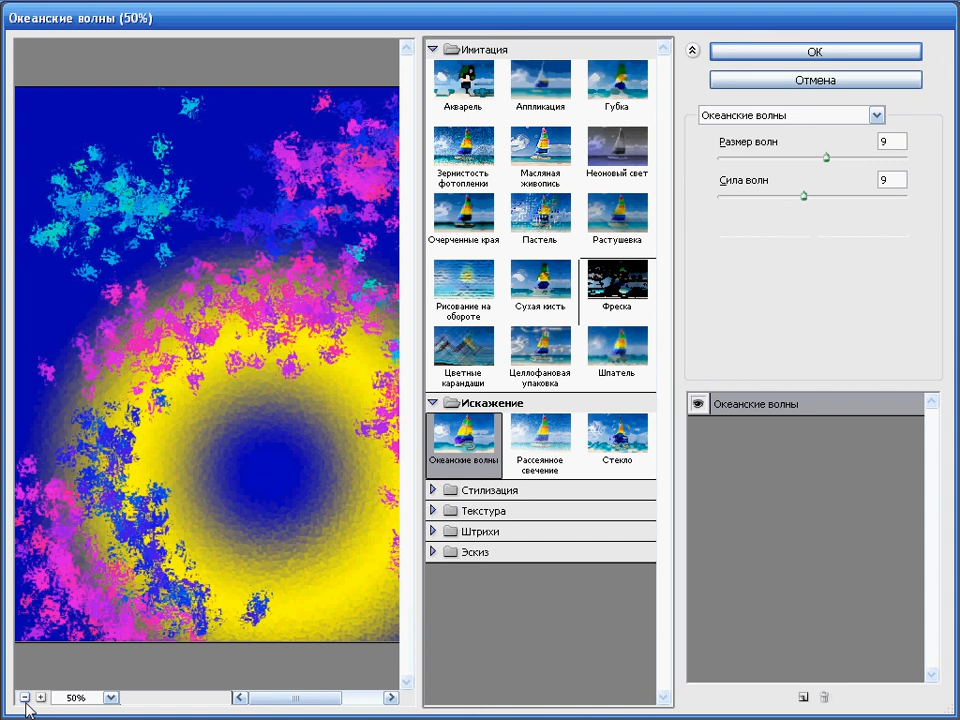 Океанские волны (50%)
Имитация
Акварель
Аппликация
Губка
Зернистость фотопленки
Масляная живопись
Неоновый свет
Очерченные края
Пастель
Растушевка
Рисование на обороте
Сухая кисть
Фреска
Цветные карандаши
Целлофановая упаковка
Шпатель
Искажение
Океанские волны
Рассеянное свечение
Стекло
Стилизация
Текстура
Штрихи
Эскиз
50%
ОК
Отмена
Океанские волны
Размер волн 9
Сила волн 9
Океанские волны